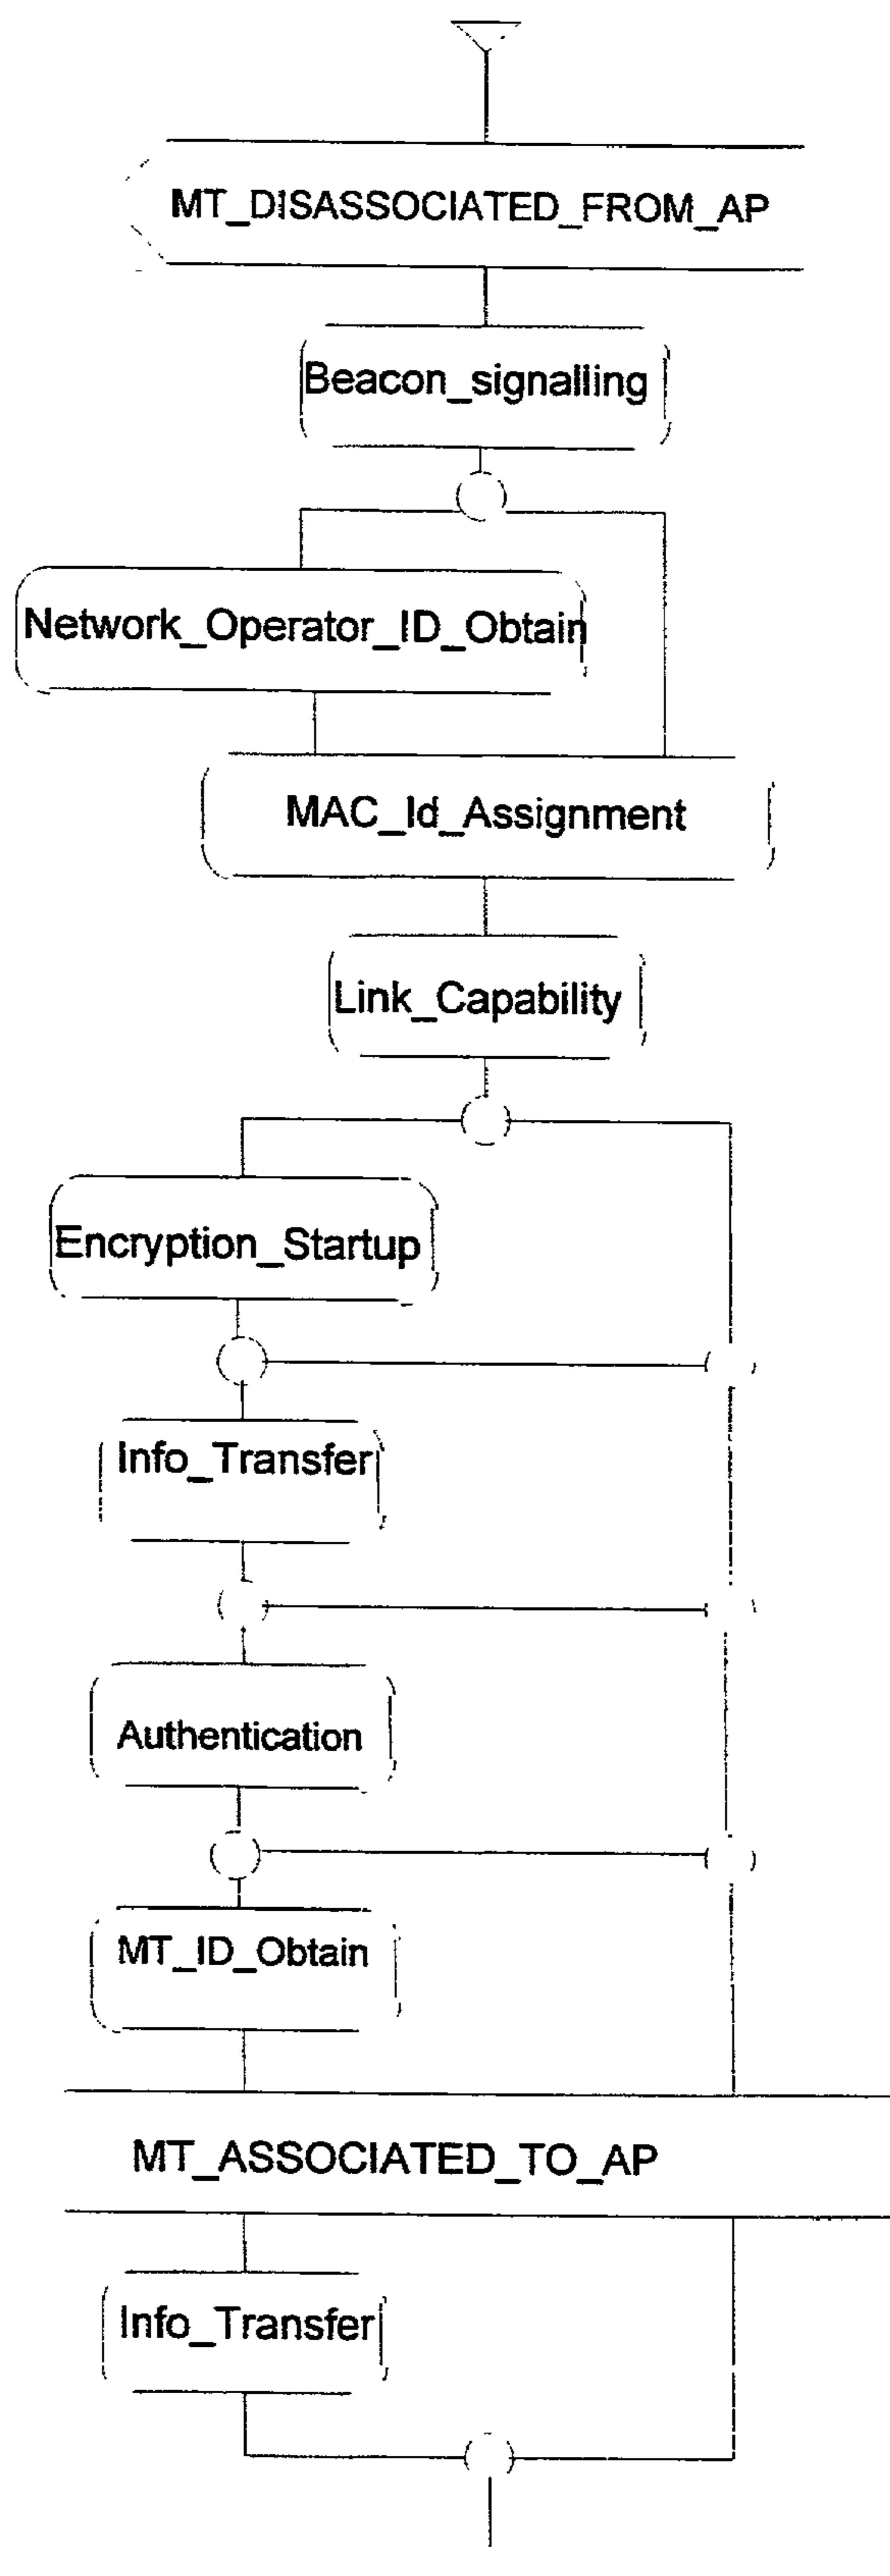 MT_DISASSOCIATED_FROM_AP
Beacon_signalling
Network_Operator_ID_Obtain
MAC_Id_Assignment
Link_Capability
Encryption_Startup
Info_Transfer
Authentication
MT_ID_Obtain
MT_ASSOCIATED_TO_AP
Info_Transfer